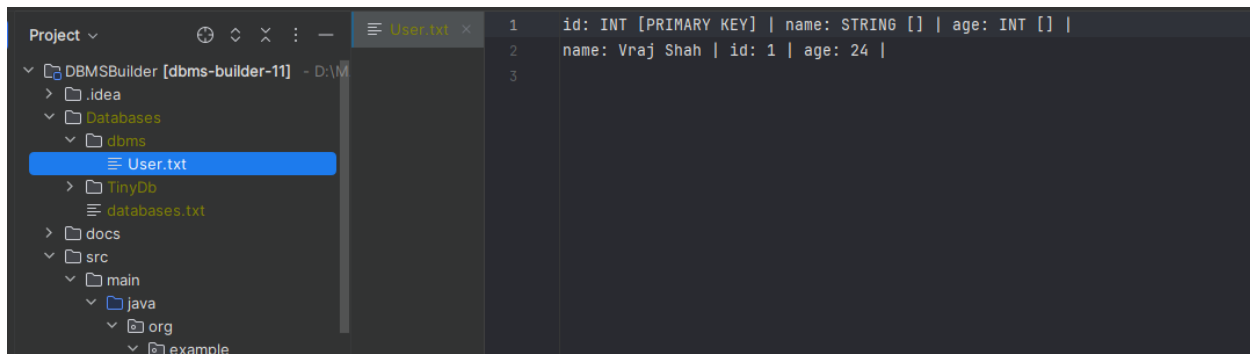 Project
DBMSBuilder [dbms-builder-11] - D:\M
.idea
Databases
dbms
User.txt
TinyDb
databases.txt
docs
src
main
java
org
example
User.txt
1 id: INT [PRIMARY KEY] | name: STRING [] | age: INT [] |
2 name: Vraj Shah | id: 1 | age: 24 |
3